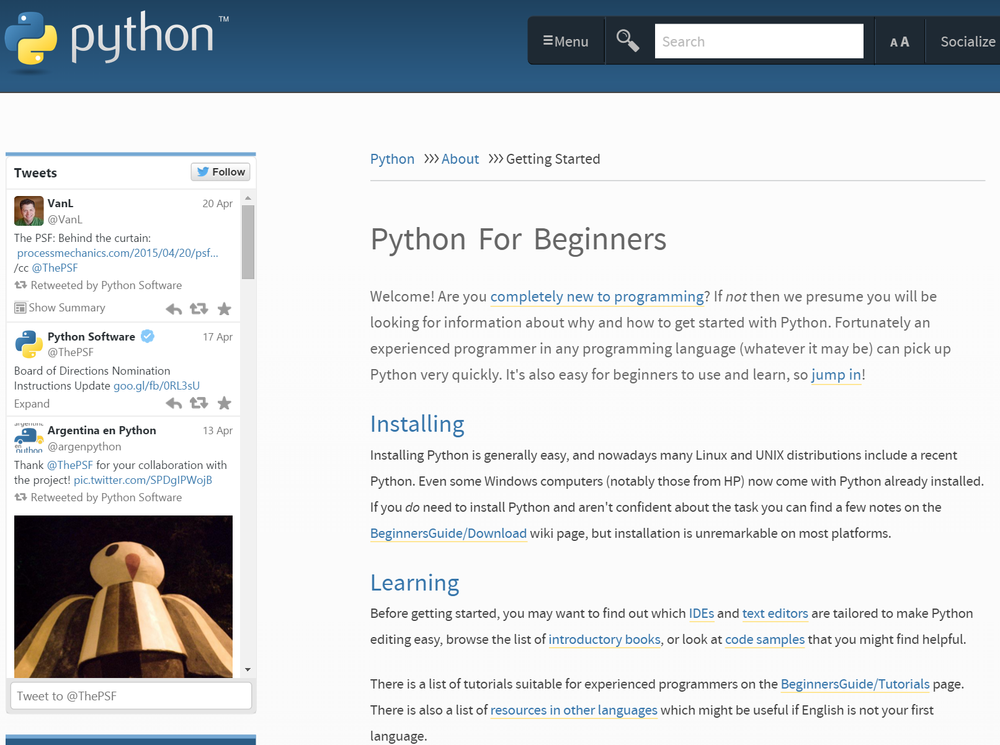 python™
Menu
Search
A A
Socialize
Tweets
Follow
VanL
20 Apr
@VanL
The PSF: Behind the curtain:
processmechanics.com/2015/04/20/psf...
/cc @ThePSF
Retweeted by Python Software
Show Summary
Python Software
17 Apr
@ThePSF
Board of Directions Nomination
Instructions Update goo.gl/fb/0RL3sU
Expand
argentina
en
python
Argentina en Python
13 Apr
@argenpython
Thank @ThePSF for your collaboration with
the project! pic.twitter.com/SPDgIPWojB
Retweeted by Python Software
Tweet to @ThePSF
Python >>> About >>> Getting Started
Python For Beginners
Welcome! Are you completely new to programming? If not then we presume you will be
looking for information about why and how to get started with Python. Fortunately an
experienced programmer in any programming language (whatever it may be) can pick up
Python very quickly. It's also easy for beginners to use and learn, so jump in!
Installing
Installing Python is generally easy, and nowadays many Linux and UNIX distributions include a recent
Python. Even some Windows computers (notably those from HP) now come with Python already installed.
If you do need to install Python and aren't confident about the task you can find a few notes on the
BeginnersGuide/Download wiki page, but installation is unremarkable on most platforms.
Learning
Before getting started, you may want to find out which IDEs and text editors are tailored to make Python
editing easy, browse the list of introductory books, or look at code samples that you might find helpful.
There is a list of tutorials suitable for experienced programmers on the BeginnersGuide/Tutorials page.
There is also a list of resources in other languages which might be useful if English is not your first
language.